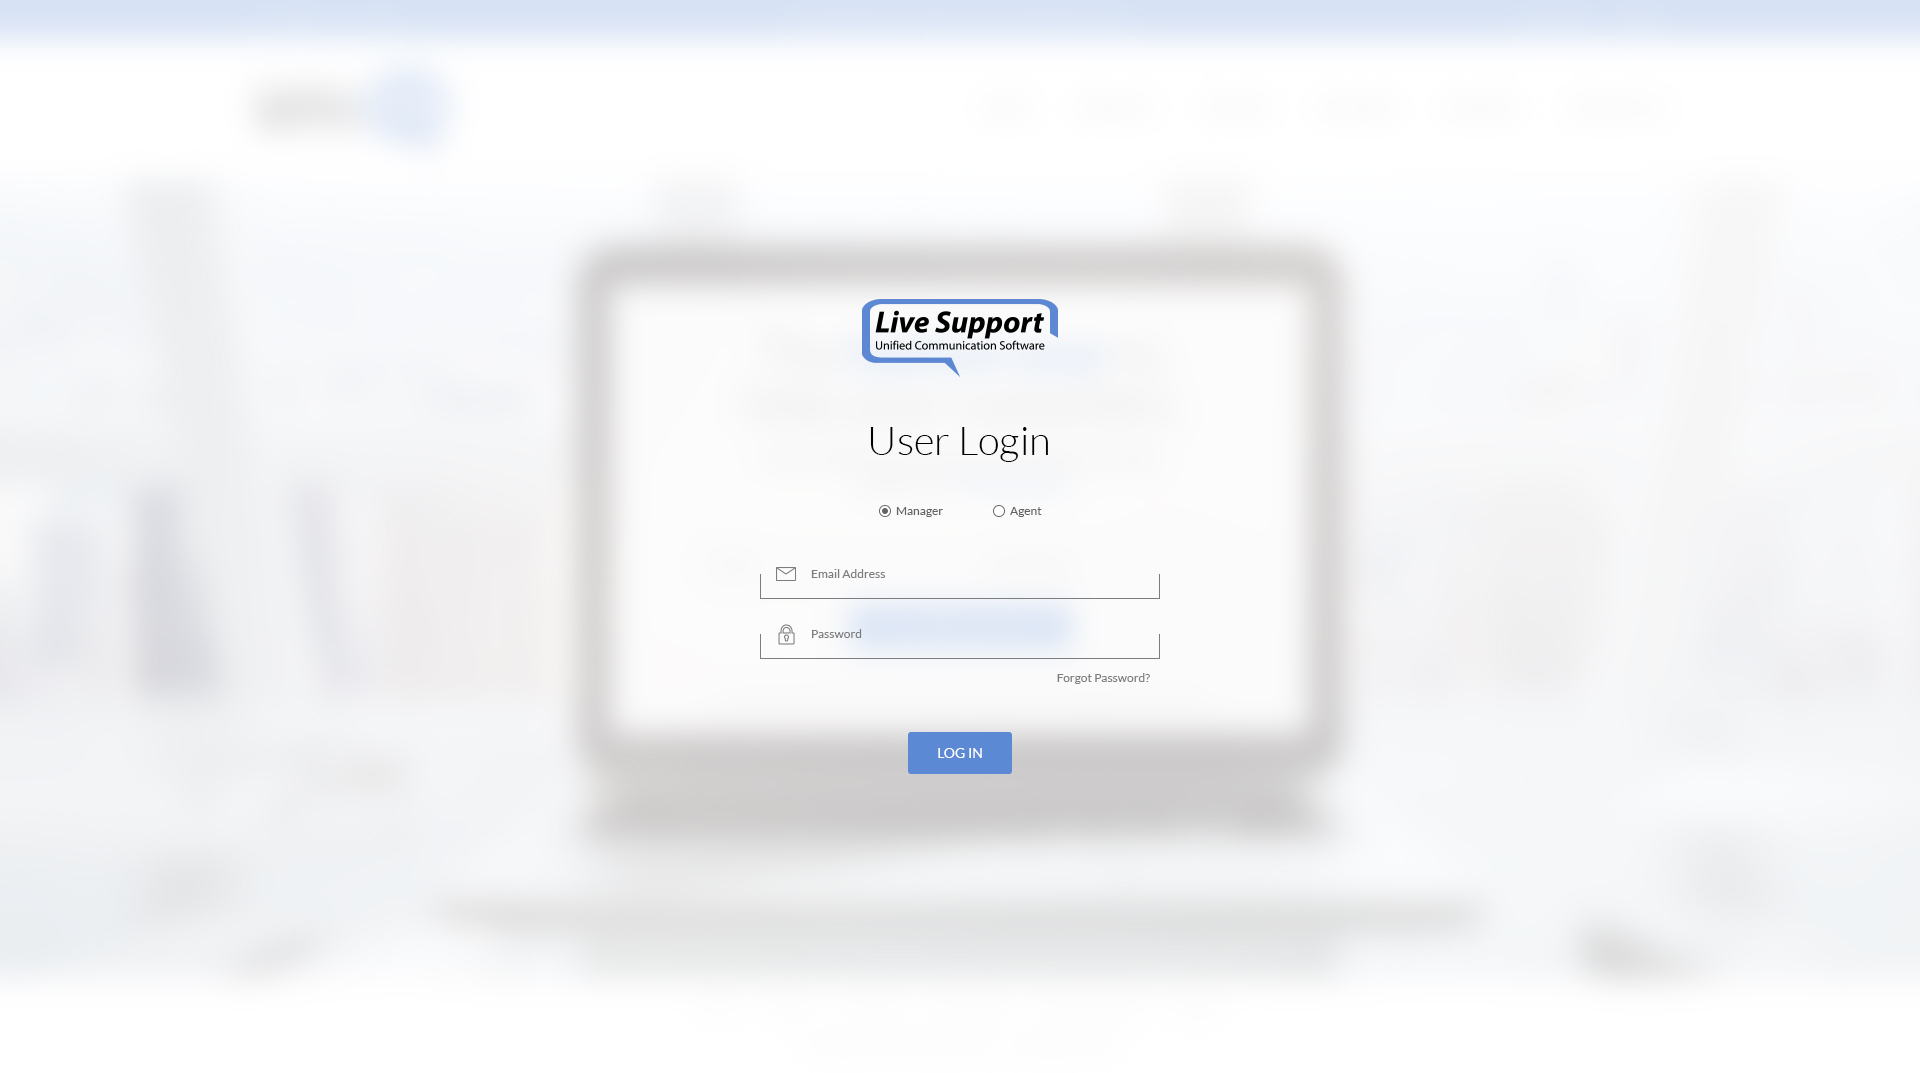 Live Support
Unified Communication Software
User Login
Manager Agent
Email Address
Password
Forgot Password?
LOG IN